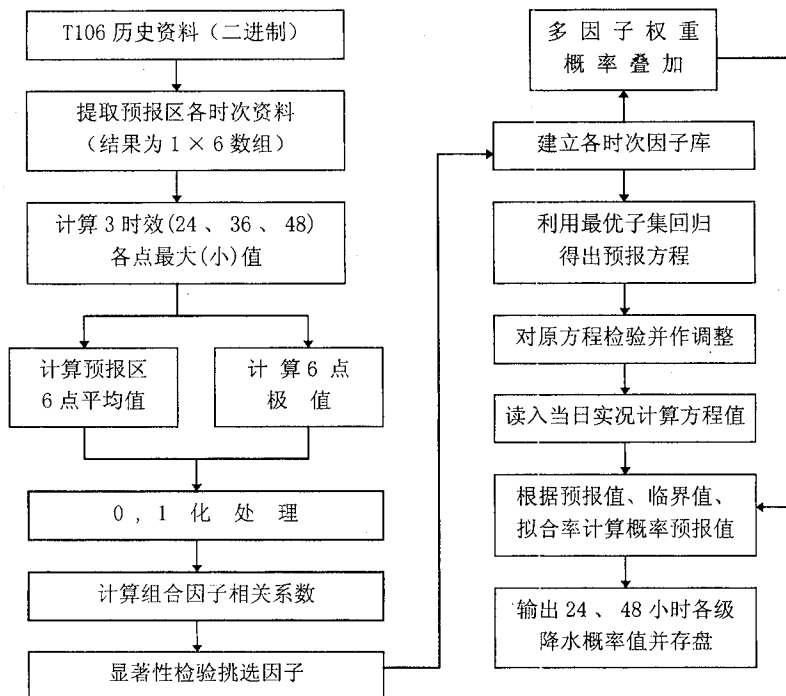 T106历史资料（二进制）
提取预报区各时次资料
（结果为1×6数组）
计算3时效(24、36、48)
各点最大(小)值
计算预报区
6点平均值
计算6点
极值
0,1化处理
计算组合因子相关系数
显著性检验挑选因子
多因子权重
概率叠加
建立各时次因子库
利用最优子集回归
得出预报方程
对原方程检验并作调整
读入当日实况计算方程值
根据预报值、临界值、
拟合率计算概率预报值
输出24、48小时各级
降水概率值并存盘